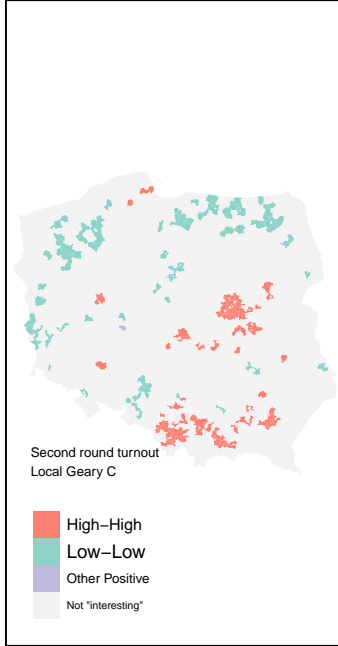 Second round turnout
Local Geary C
High−High
Low−Low
Other Positive
Not "interesting"